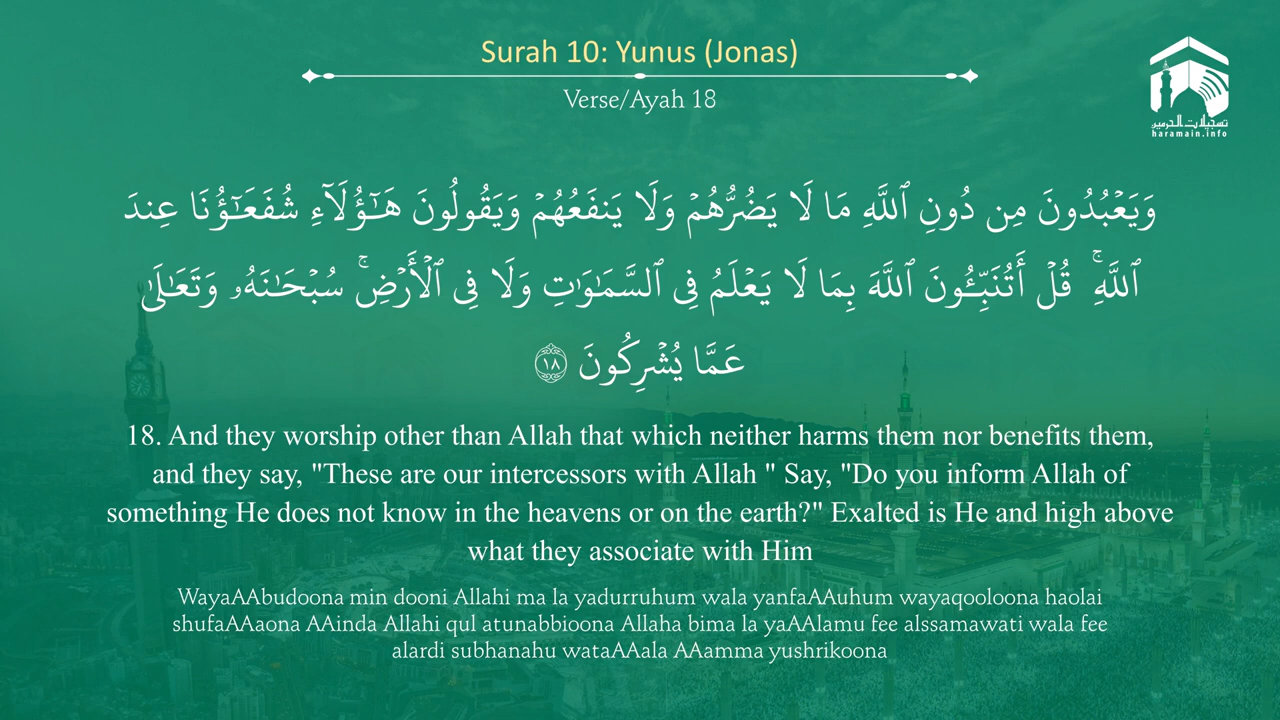 Surah 10: Yunus (Jonas)
Verse/Ayah 18
تسجيلات الحرمين
haramain.info
وَيَعْبُدُونَ مِن دُونِ ٱللَّهِ مَا لَا يَضُرُّهُمْ وَلَا يَنفَعُهُمْ وَيَقُولُونَ هَـٰٓؤُلَآءِ شُفَعَـٰٓؤُنَا عِندَ
ٱللَّهِ ۚ قُلْ أَتُنَبِّـُٔونَ ٱللَّهَ بِمَا لَا يَعْلَمُ فِى ٱلسَّمَـٰوَٰتِ وَلَا فِى ٱلْأَرْضِ ۚ سُبْحَـٰنَهُۥ وَتَعَـٰلَىٰ
عَمَّا يُشْرِكُونَ ١٨
18. And they worship other than Allah that which neither harms them nor benefits them,
and they say, "These are our intercessors with Allah " Say, "Do you inform Allah of
something He does not know in the heavens or on the earth?" Exalted is He and high above
what they associate with Him
WayaAAbudoona min dooni Allahi ma la yadurruhum wala yanfaAAuhum wayaqooloona haolai
shufaAAaona AAinda Allahi qul atunabbioona Allaha bima la yaAAlamu fee alssamawati wala fee
alardi subhanahu wataAAala AAamma yushrikoona